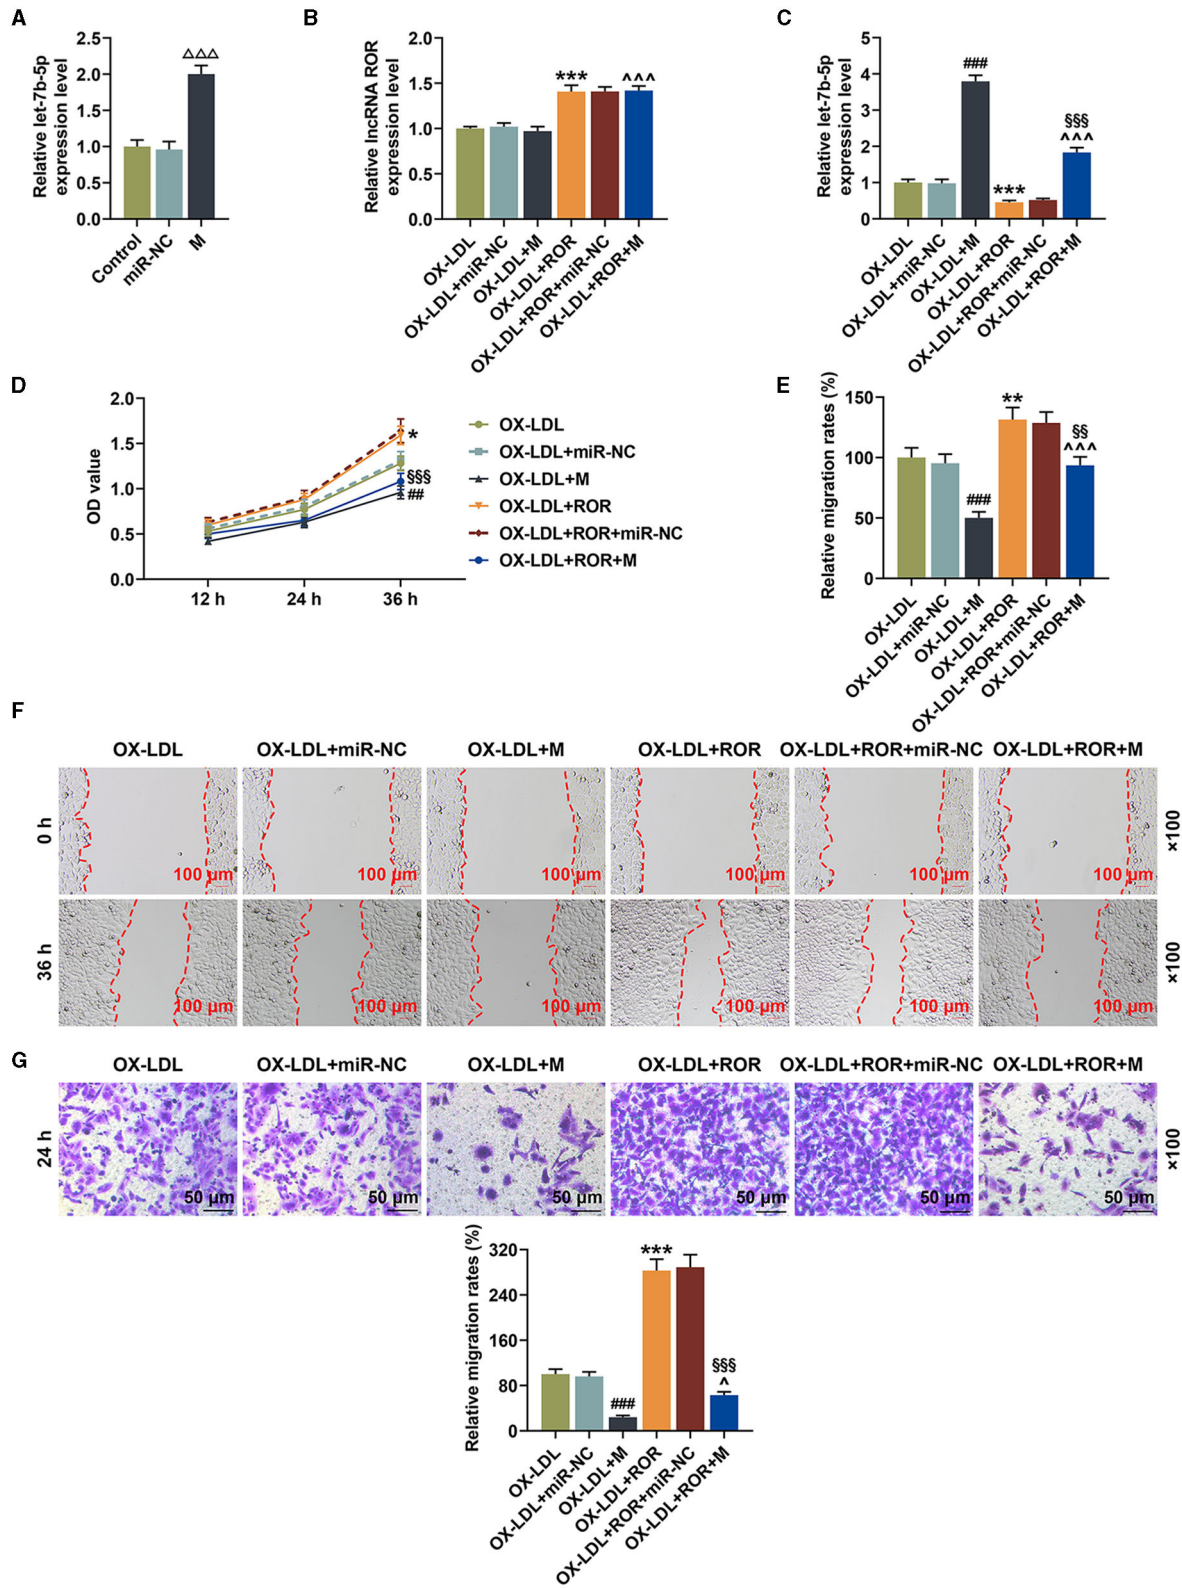 A
Relative let-7b-5p
expression level
2.5
2.0
1.5
1.0
0.5
0.0
△△△
Control
miR-NC
M
B
Relative lncRNA ROR
expression level
2.0
1.5
1.0
0.5
0.0
***
^^^
OX-LDL
OX-LDL+miR-NC
OX-LDL+M
OX-LDL+ROR
OX-LDL+ROR+miR-NC
OX-LDL+ROR+M
C
Relative let-7b-5p
expression level
5
4
3
2
1
0
###
***
§§§
^^^
OX-LDL
OX-LDL+miR-NC
OX-LDL+M
OX-LDL+ROR
OX-LDL+ROR+miR-NC
OX-LDL+ROR+M
D
OD value
2.0
1.5
1.0
0.5
0.0
12 h
24 h
36 h
*
§§§
##
OX-LDL
OX-LDL+miR-NC
OX-LDL+M
OX-LDL+ROR
OX-LDL+ROR+miR-NC
OX-LDL+ROR+M
E
Relative migration rates (%)
150
100
50
0
###
**
§§
^^^
OX-LDL
OX-LDL+miR-NC
OX-LDL+M
OX-LDL+ROR
OX-LDL+ROR+miR-NC
OX-LDL+ROR+M
F
OX-LDL
OX-LDL+miR-NC
OX-LDL+M
OX-LDL+ROR
OX-LDL+ROR+miR-NC
OX-LDL+ROR+M
0 h
100 μm
100 μm
100 μm
100 μm
100 μm
100 μm
×100
36 h
100 μm
100 μm
100 μm
100 μm
100 μm
100 μm
×100
G
OX-LDL
OX-LDL+miR-NC
OX-LDL+M
OX-LDL+ROR
OX-LDL+ROR+miR-NC
OX-LDL+ROR+M
24 h
50 μm
50 μm
50 μm
50 μm
50 μm
50 μm
×100
Relative migration rates (%)
320
240
160
80
0
###
***
§§§
^
OX-LDL
OX-LDL+miR-NC
OX-LDL+M
OX-LDL+ROR
OX-LDL+ROR+miR-NC
OX-LDL+ROR+M